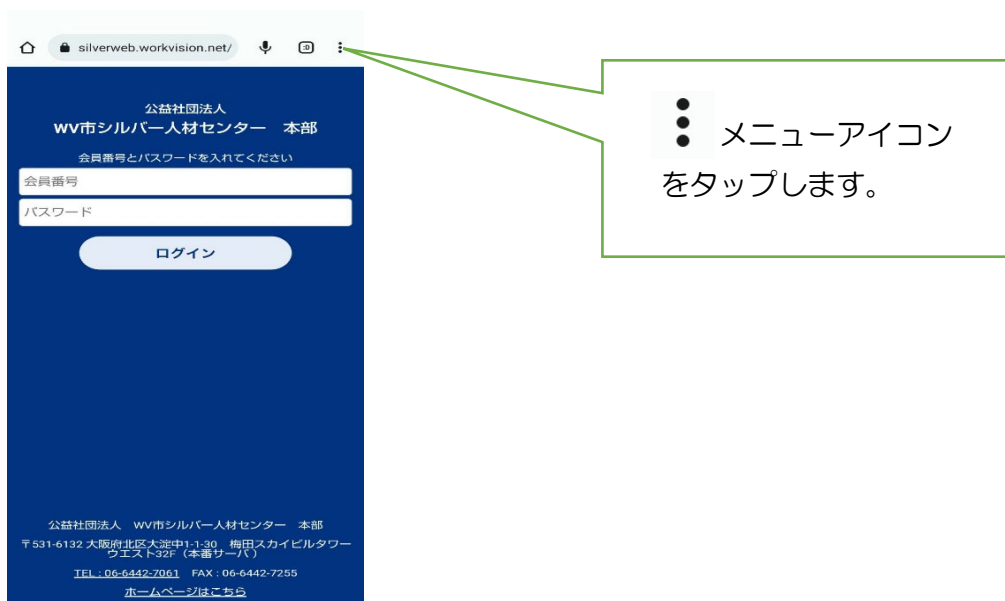 silverweb.workvision.net/
:D
公益社団法人
WV市シルバー人材センター　本部
会員番号とパスワードを入れてください
会員番号
パスワード
ログイン
メニューアイコン
をタップします。
公益社団法人　WV市シルバー人材センター　本部
〒531-6132 大阪府北区大淀中1-1-30　梅田スカイビルタワー
ウエスト32F（本番サーバ）
TEL : 06-6442-7061　FAX : 06-6442-7255
ホームページはこちら